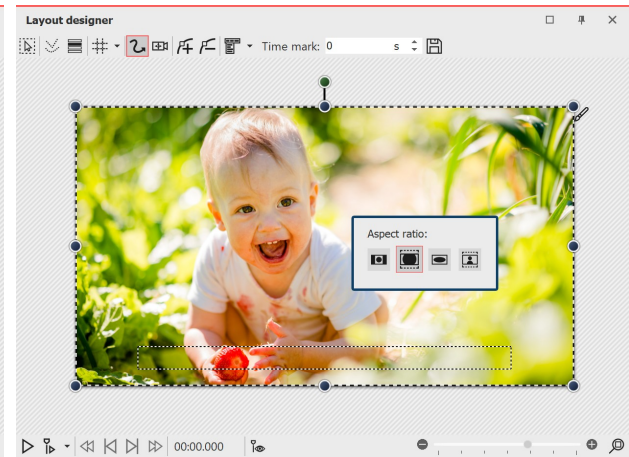 Layout designer
Time mark: 0 s
Aspect ratio:
00:00.000